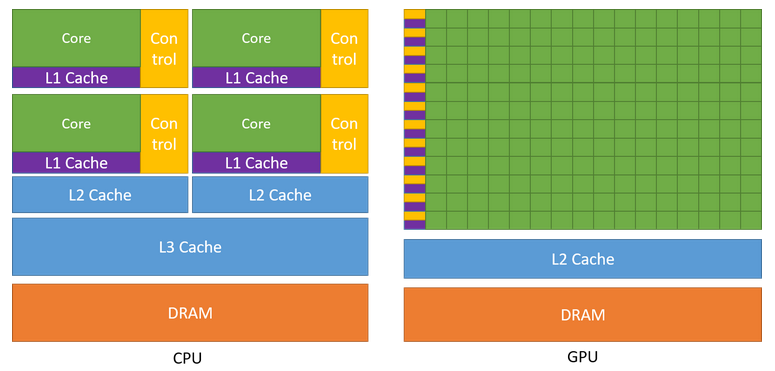 Core
Con
trol
L1 Cache
Core
Con
trol
L1 Cache
Core
Con
trol
L1 Cache
Core
Con
trol
L1 Cache
L2 Cache
L2 Cache
L3 Cache
DRAM
CPU
L2 Cache
DRAM
GPU